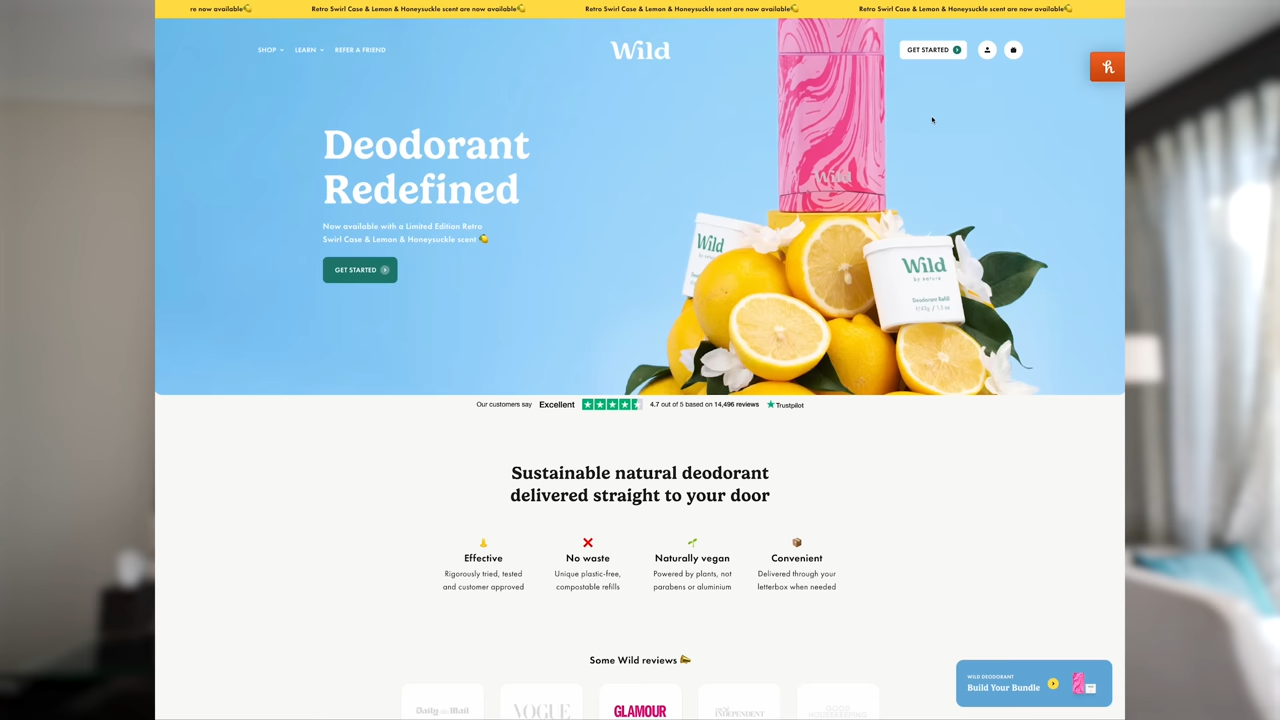 re now available
Retro Swirl Case & Lemon & Honeysuckle scent are now available
Retro Swirl Case & Lemon & Honeysuckle scent are now available
Retro Swirl Case & Lemon & Honeysuckle scent are now available
SHOP
LEARN
REFER A FRIEND
Wild
GET STARTED
Deodorant
Redefined
Now available with a Limited Edition Retro
Swirl Case & Lemon & Honeysuckle scent
GET STARTED
Wild
Wild
Wild
by nature
Deodorant Refill
Our customers say Excellent 4.7 out of 5 based on 14,496 reviews Trustpilot
Sustainable natural deodorant
delivered straight to your door
Effective
Rigorously tried, tested
and customer approved
No waste
Unique plastic-free,
compostable refills
Naturally vegan
Powered by plants, not
parabens or aluminium
Convenient
Delivered through your
letterbox when needed
Some Wild reviews
WILD DEODORANT
Build Your Bundle
Daily Mail
VOGUE
GLAMOUR
INDEPENDENT
GOOD
HOUSEKEEPING